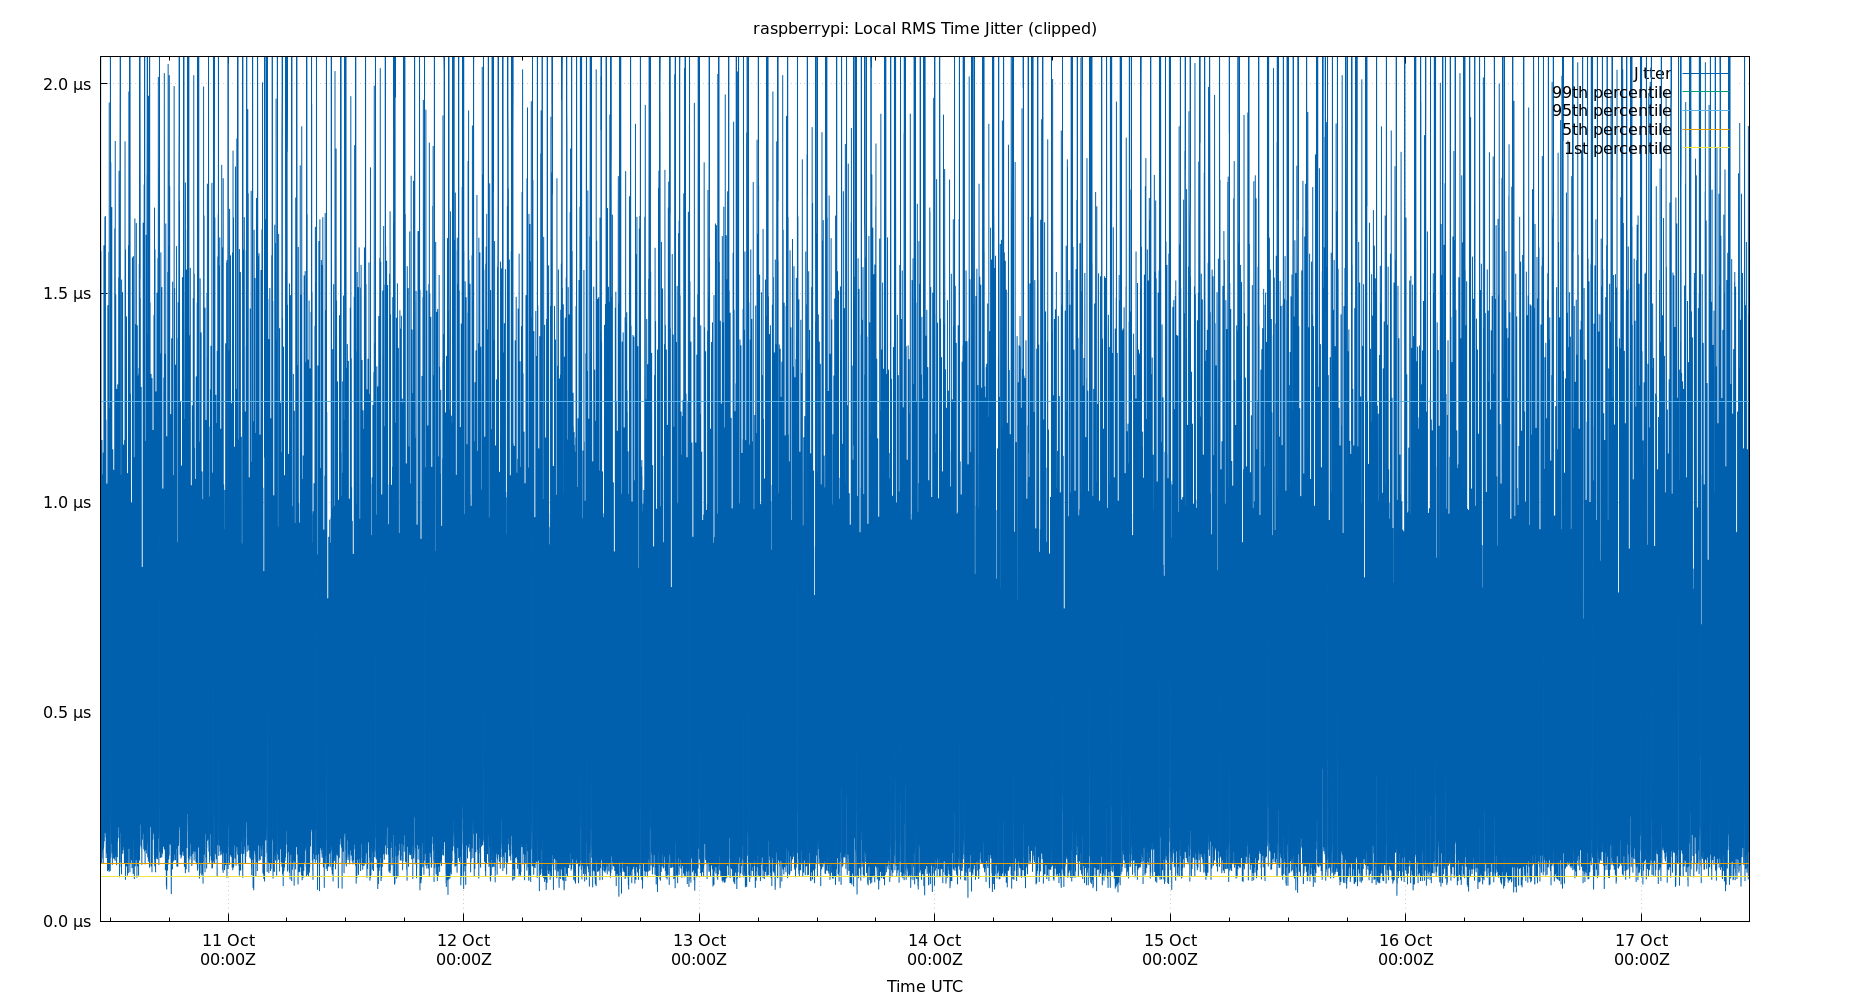 raspberrypi: Local RMS Time Jitter (clipped)
2.0 μs
1.5 μs
1.0 μs
0.5 μs
0.0 μs
Jitter
99th percentile
95th percentile
5th percentile
1st percentile
11 Oct
00:00Z
12 Oct
00:00Z
13 Oct
00:00Z
14 Oct
00:00Z
15 Oct
00:00Z
16 Oct
00:00Z
17 Oct
00:00Z
Time UTC